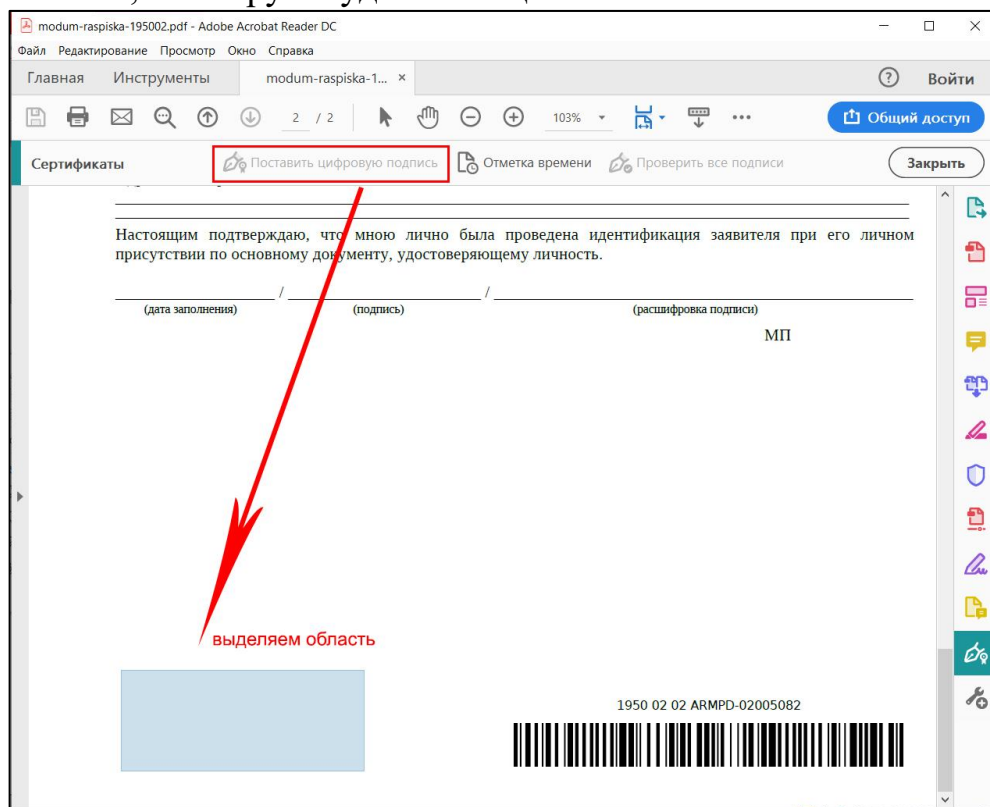 modum-raspiska-195002.pdf - Adobe Acrobat Reader DC
Файл Редактирование Просмотр Окно Справка
Главная Инструменты modum-raspiska-1... × ? Войти
2 / 2 103% Общий доступ
Сертификаты Поставить цифровую подпись Отметка времени Проверить все подписи Закрыть
Настоящим подтверждаю, что мною лично была проведена идентификация заявителя при его личном
присутствии по основному документу, удостоверяющему личность.
/ /
(дата заполнения) (подпись) (расшифровка подписи)
МП
выделяем область
1950 02 02 ARMPD-02005082